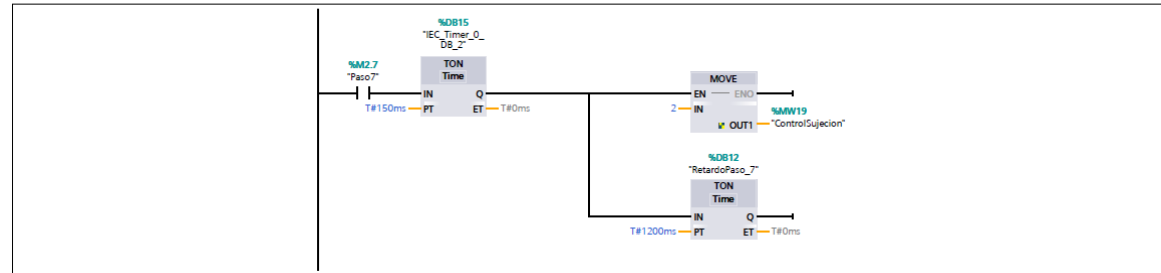 %DB15
"IEC_Timer_0_
DB_2"
%M2.7
"Paso7"
TON
Time
IN Q
T#150ms PT ET T#0ms
MOVE
EN ENO
2 IN
%MW19
OUT1 "ControlSujecion"
%DB12
"RetardoPaso_7"
TON
Time
IN Q
T#1200ms PT ET T#0ms